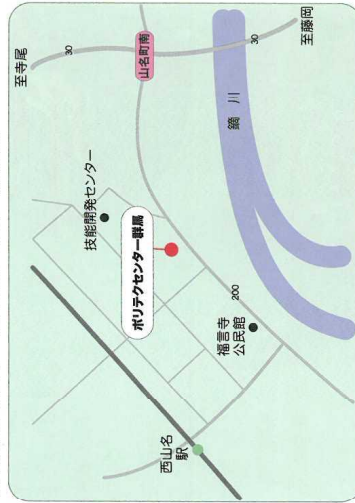 至寺尾
30
山名町南
30
至藤岡
鏑川
技能開発センター
ポリテクセンター群馬
200
福言寺
公民館
西山名
駅